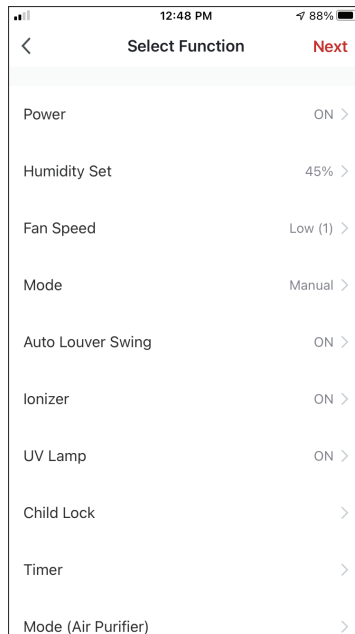 12:48 PM 88%
Select Function Next
Power ON
Humidity Set 45%
Fan Speed Low (1)
Mode Manual
Auto Louver Swing ON
Ionizer ON
UV Lamp ON
Child Lock
Timer
Mode (Air Purifier)